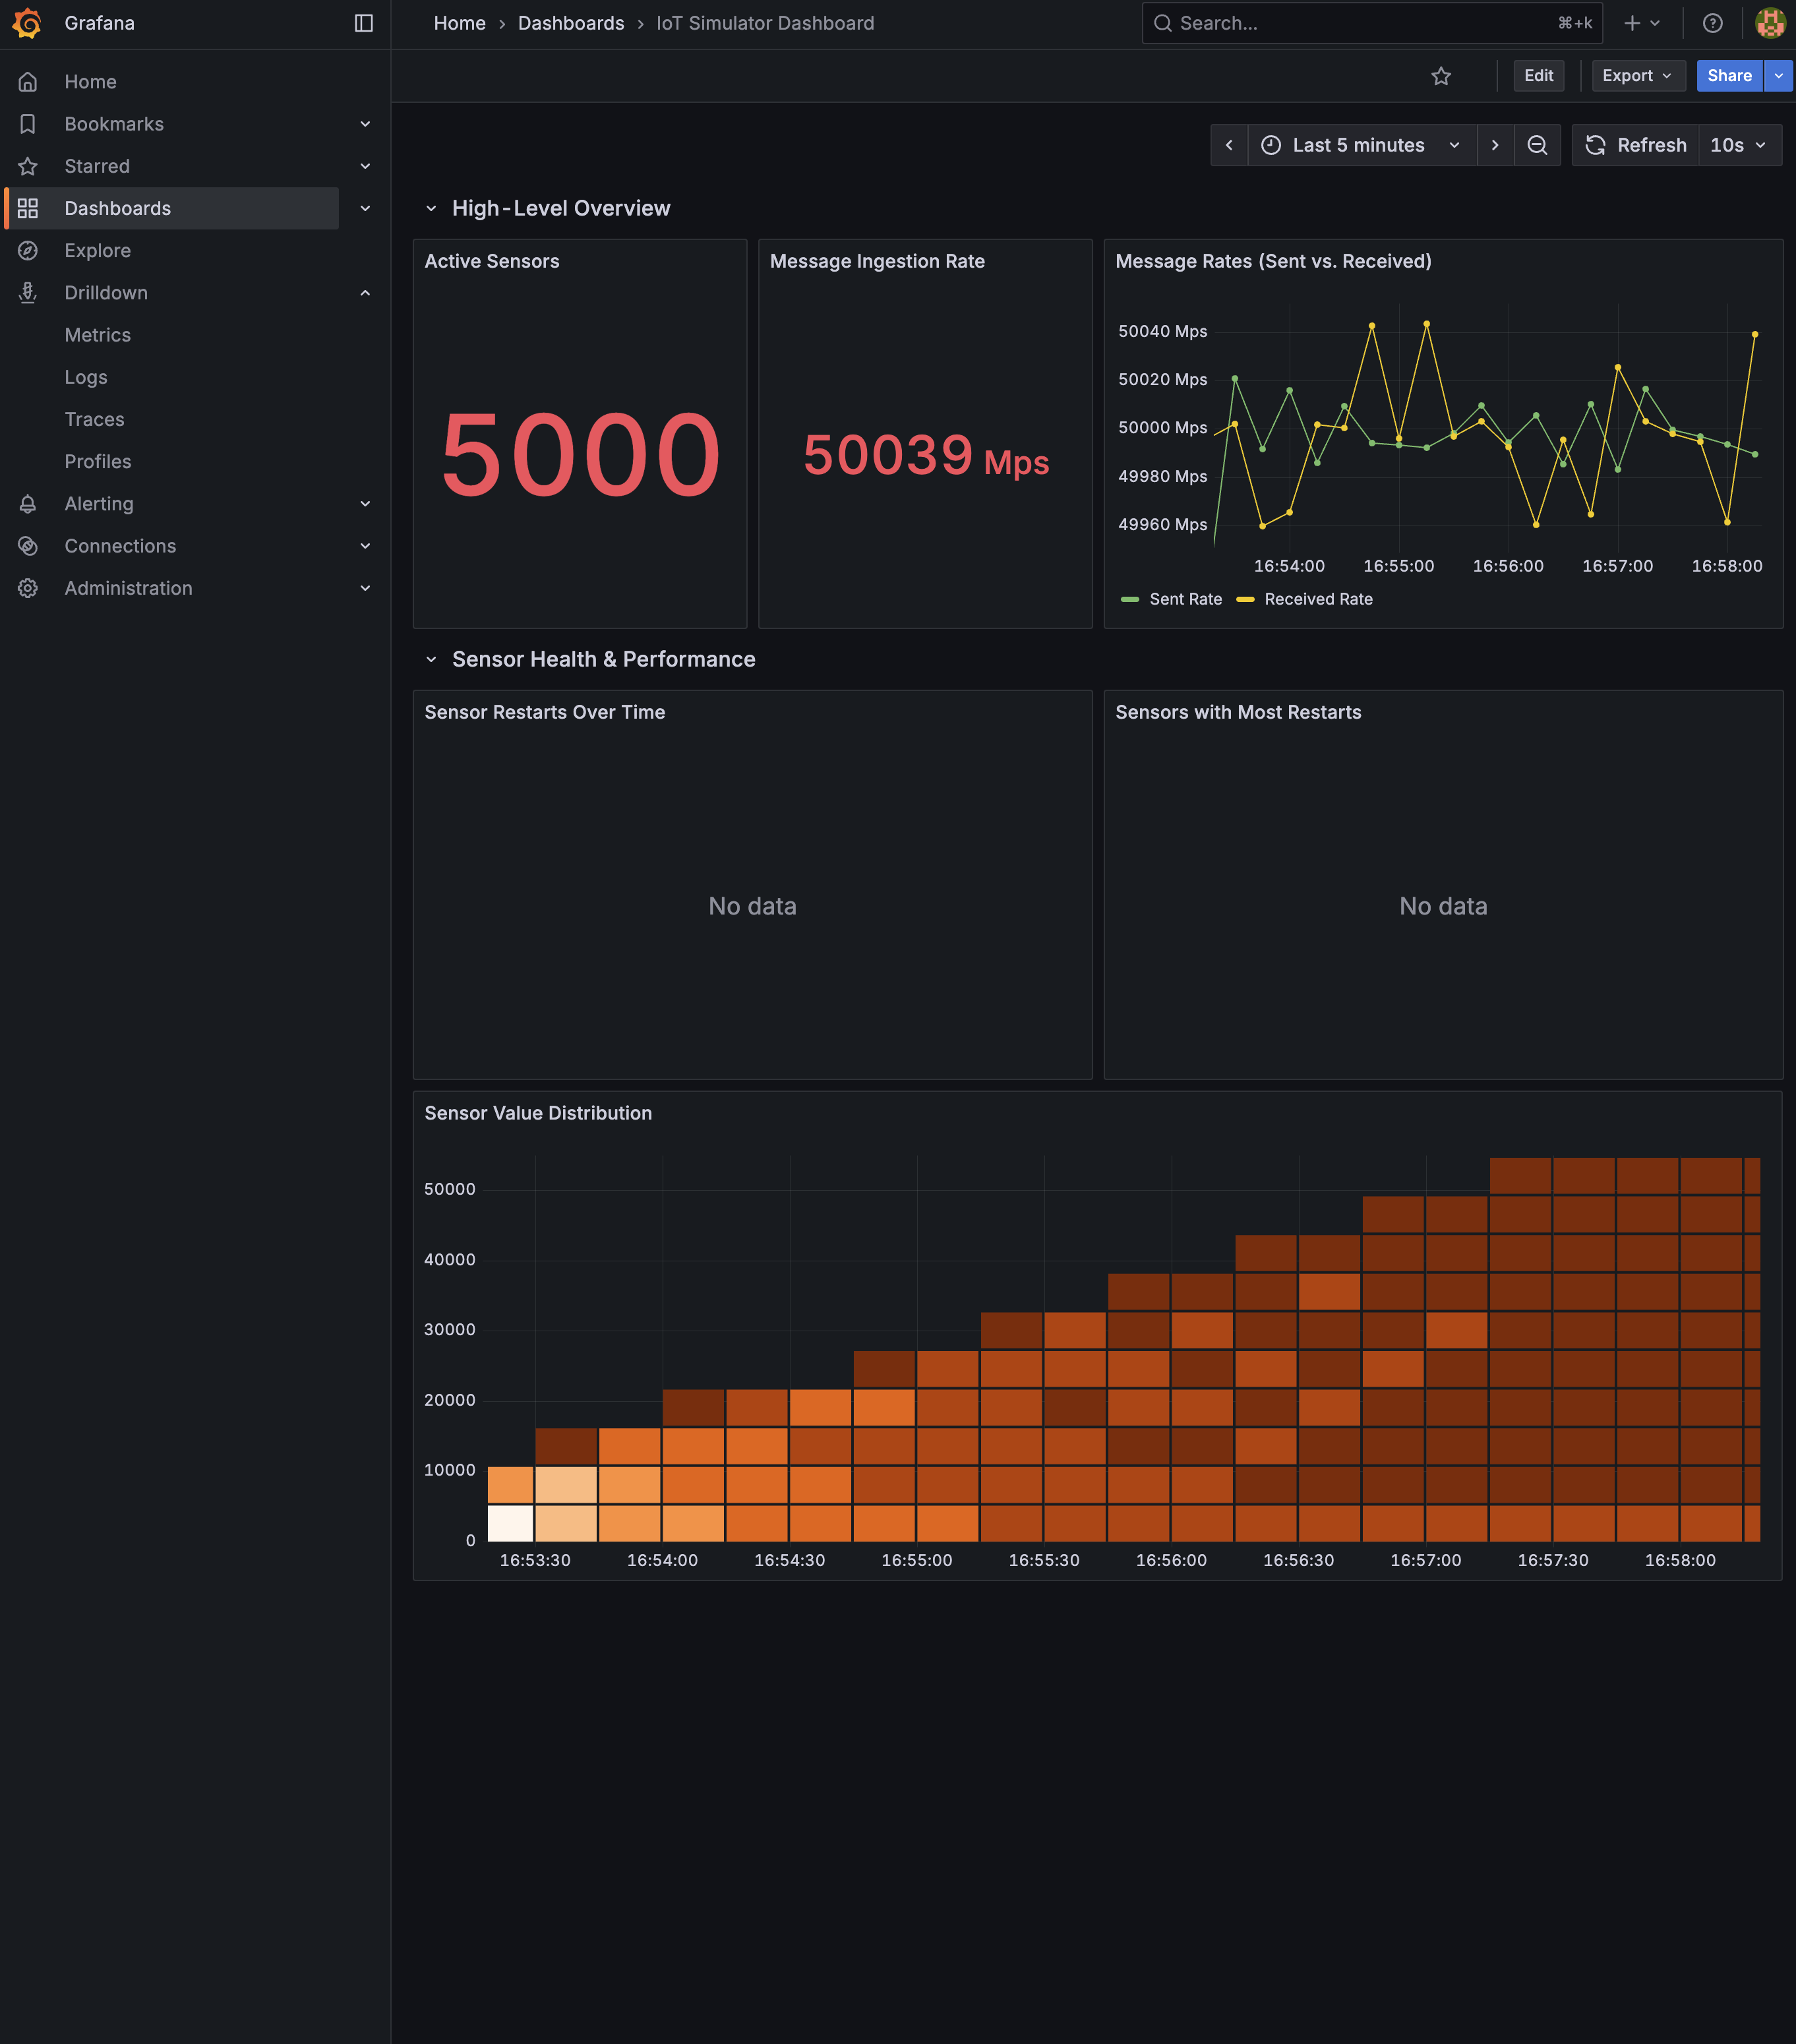 Grafana
Home › Dashboards › IoT Simulator Dashboard
Search...
⌘+k
Home
Bookmarks
Starred
Dashboards
Explore
Drilldown
Metrics
Logs
Traces
Profiles
Alerting
Connections
Administration
Edit
Export
Share
Last 5 minutes
Refresh
10s
High-Level Overview
Active Sensors
5000
Message Ingestion Rate
50039 Mps
Message Rates (Sent vs. Received)
50040 Mps
50020 Mps
50000 Mps
49980 Mps
49960 Mps
16:54:00 16:55:00 16:56:00 16:57:00 16:58:00
Sent Rate Received Rate
Sensor Health & Performance
Sensor Restarts Over Time
No data
Sensors with Most Restarts
No data
Sensor Value Distribution
50000
40000
30000
20000
10000
0
16:53:30 16:54:00 16:54:30 16:55:00 16:55:30 16:56:00 16:56:30 16:57:00 16:57:30 16:58:00